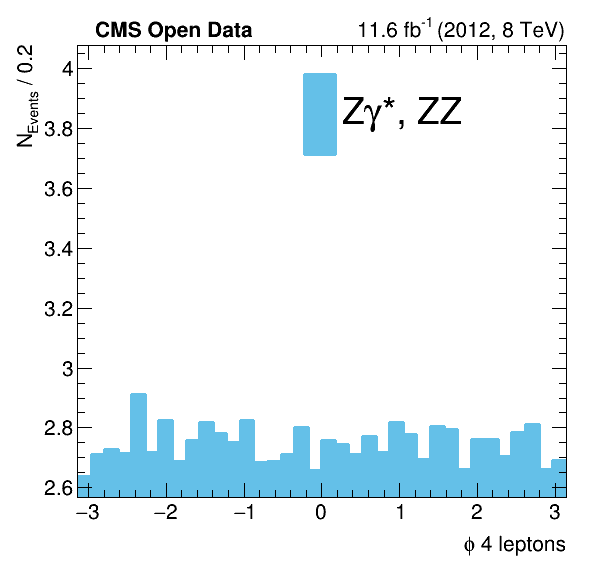 CMS Open Data 11.6 fb⁻¹ (2012, 8 TeV)
N_Events / 0.2
4
3.8
3.6
3.4
3.2
3
2.8
2.6
Zγ*, ZZ
−3 −2 −1 0 1 2 3
ϕ 4 leptons